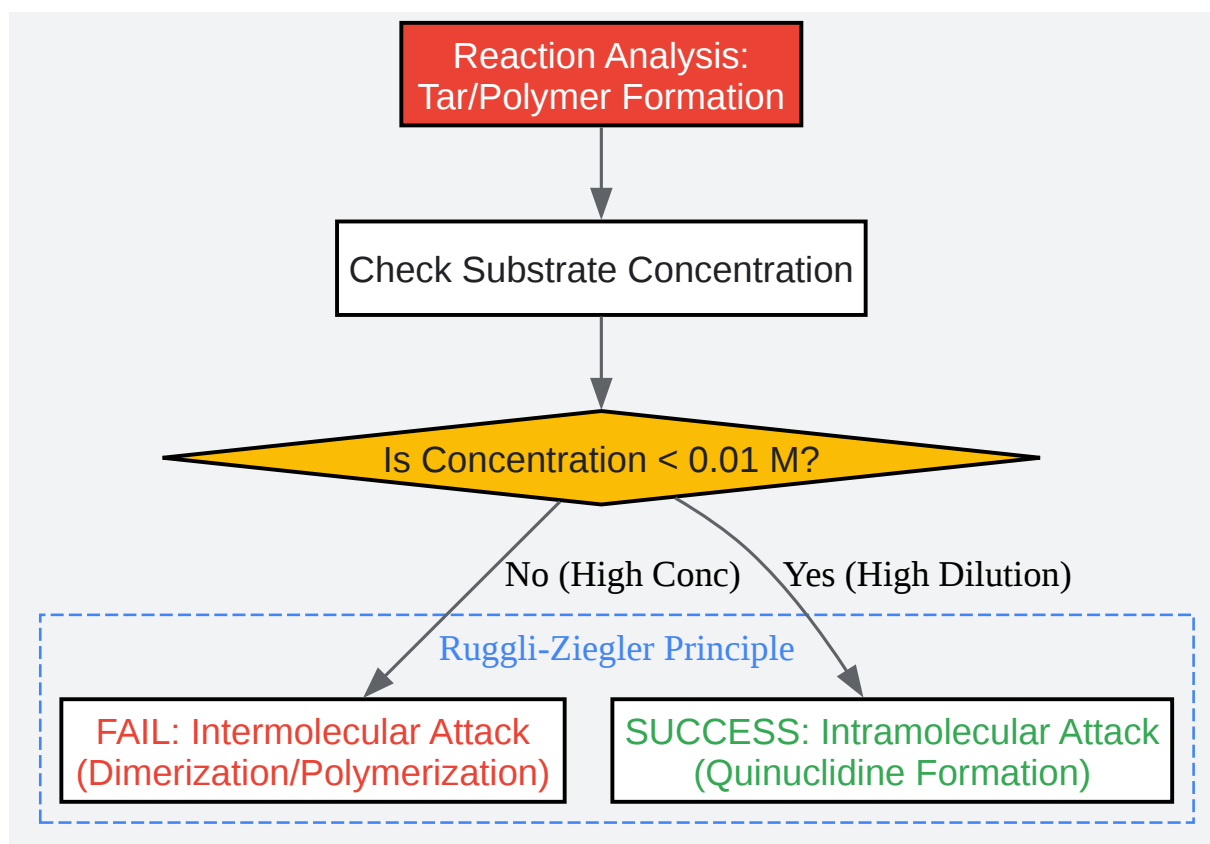 Reaction Analysis:
Tar/Polymer Formation
Check Substrate Concentration
Is Concentration < 0.01 M?
No (High Conc)
Yes (High Dilution)
Ruggli-Ziegler Principle
FAIL: Intermolecular Attack
(Dimerization/Polymerization)
SUCCESS: Intramolecular Attack
(Quinuclidine Formation)